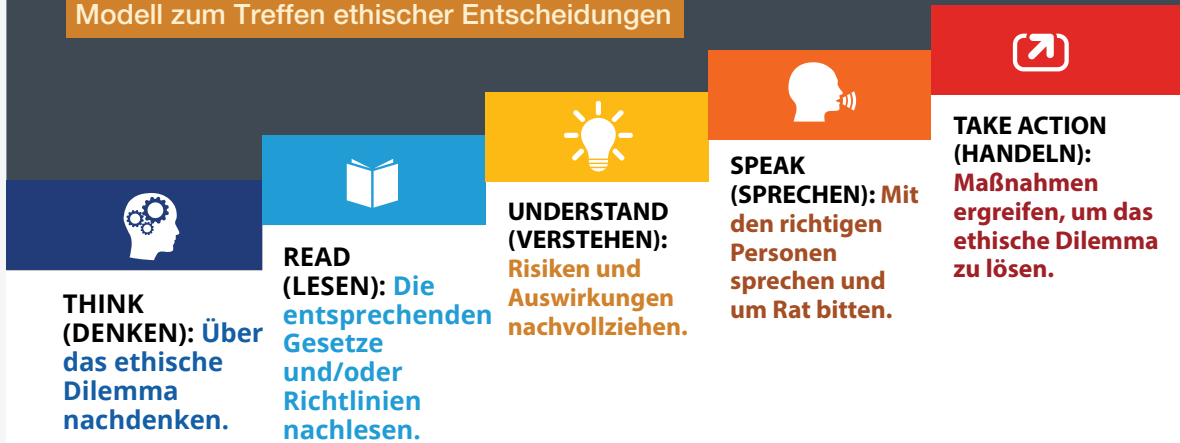 Modell zum Treffen ethischer Entscheidungen
THINK
(DENKEN): Über
das ethische
Dilemma
nachdenken.
READ
(LESEN): Die
entsprechenden
Gesetze
und/oder
Richtlinien
nachlesen.
UNDERSTAND
(VERSTEHEN):
Risiken und
Auswirkungen
nachvollziehen.
SPEAK
(SPRECHEN): Mit
den richtigen
Personen
sprechen und
um Rat bitten.
TAKE ACTION
(HANDELN):
Maßnahmen
ergreifen, um das
ethische Dilemma
zu lösen.